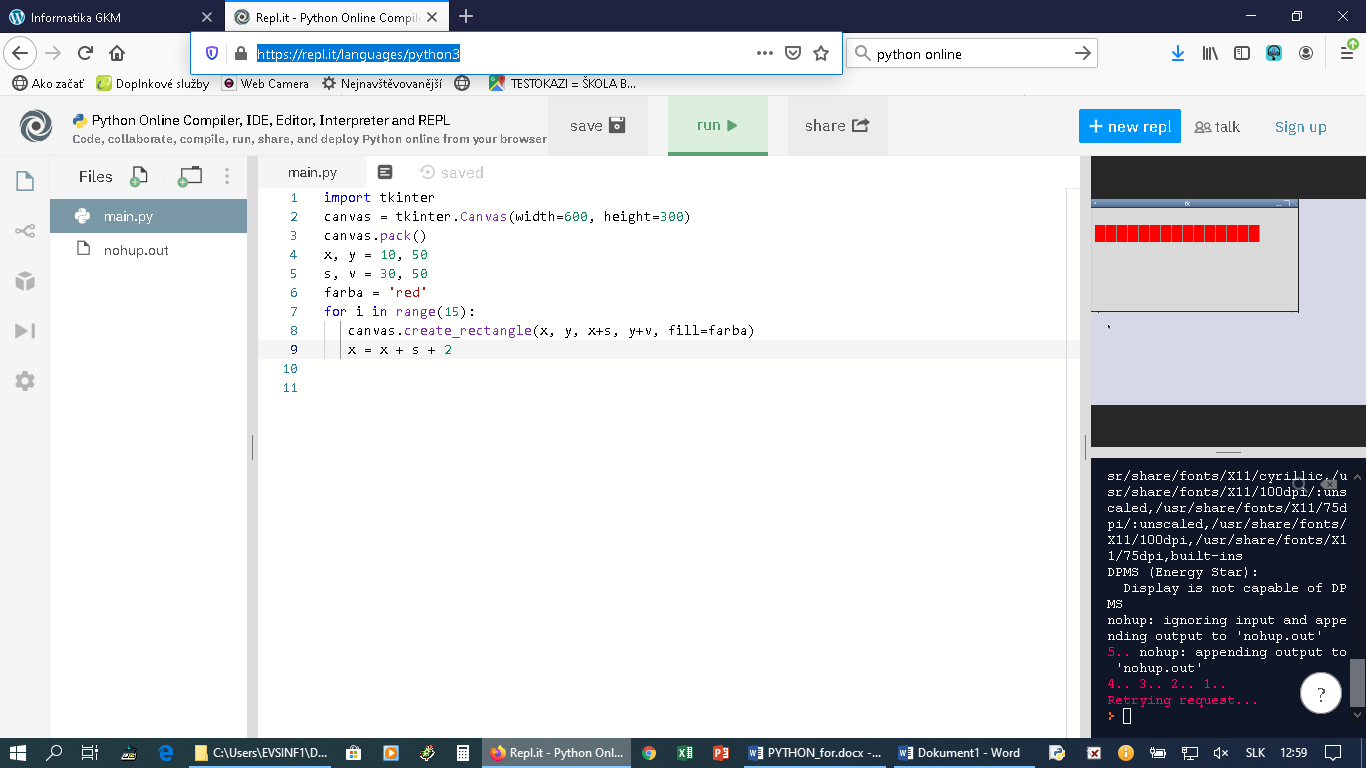 Informatika GKM
Repl.it - Python Online Compil
https://repl.it/languages/python3
python online
Ako začať
Doplnkové služby
Web Camera
Nejnavštěvovanější
TESTOKAZI = ŠKOLA B...
Python Online Compiler, IDE, Editor, Interpreter and REPL
Code, collaborate, compile, run, share, and deploy Python online from your browser
save
run
share
+ new repl
talk
Sign up
Files
main.py
nohup.out
main.py
saved
1 import tkinter
2 canvas = tkinter.Canvas(width=600, height=300)
3 canvas.pack()
4 x, y = 10, 50
5 s, v = 30, 50
6 farba = 'red'
7 for i in range(15):
8 canvas.create_rectangle(x, y, x+s, y+v, fill=farba)
9 x = x + s + 2
10
11
tk
sr/share/fonts/X11/cyrillic,/u
sr/share/fonts/X11/100dpi/:uns
caled,/usr/share/fonts/X11/75d
pi/:unscaled,/usr/share/fonts/
X11/100dpi,/usr/share/fonts/X1
1/75dpi,built-ins
DPMS (Energy Star):
Display is not capable of DP
MS
nohup: ignoring input and appe
nding output to 'nohup.out'
5.. nohup: appending output to
'nohup.out'
4.. 3.. 2.. 1..
Retrying request...
?
C:\Users\EVSINF1\D...
Repl.it - Python Onl...
PYTHON_for.docx -...
Dokument1 - Word
SLK
12:59